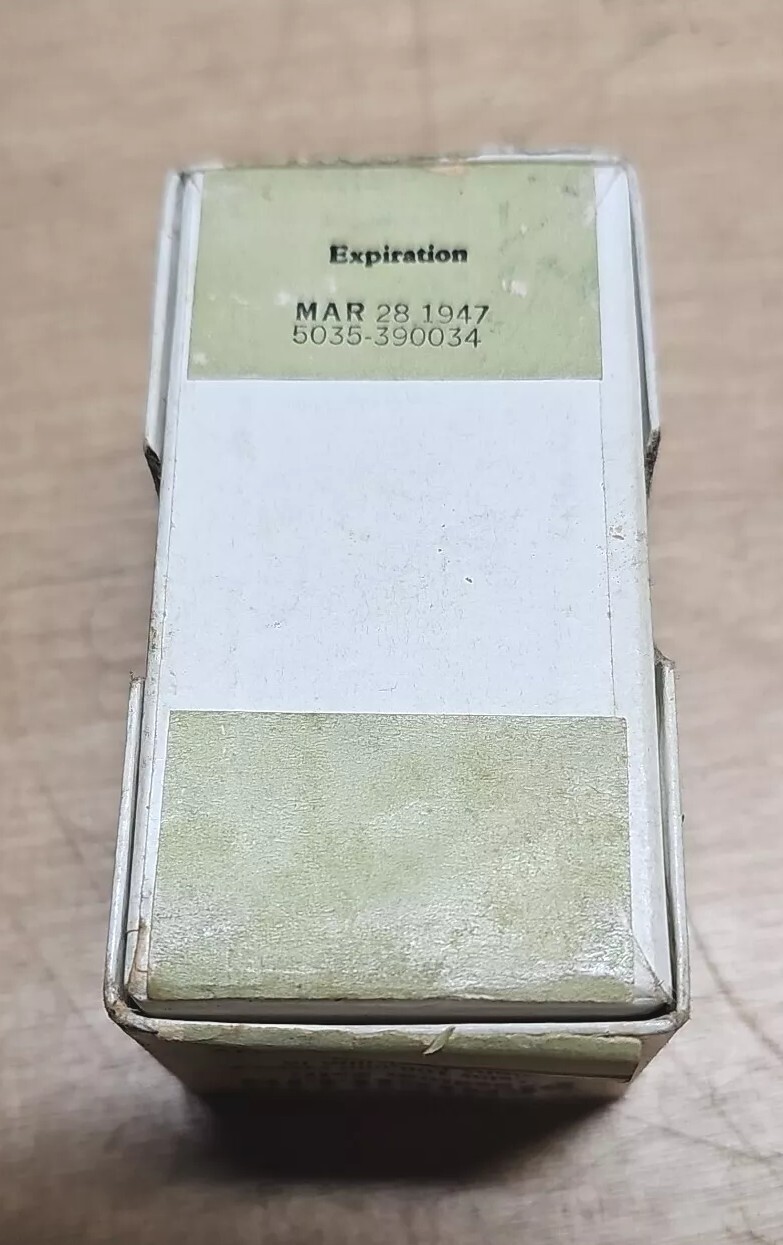 Expiration
MAR 28 1947
5035-390034